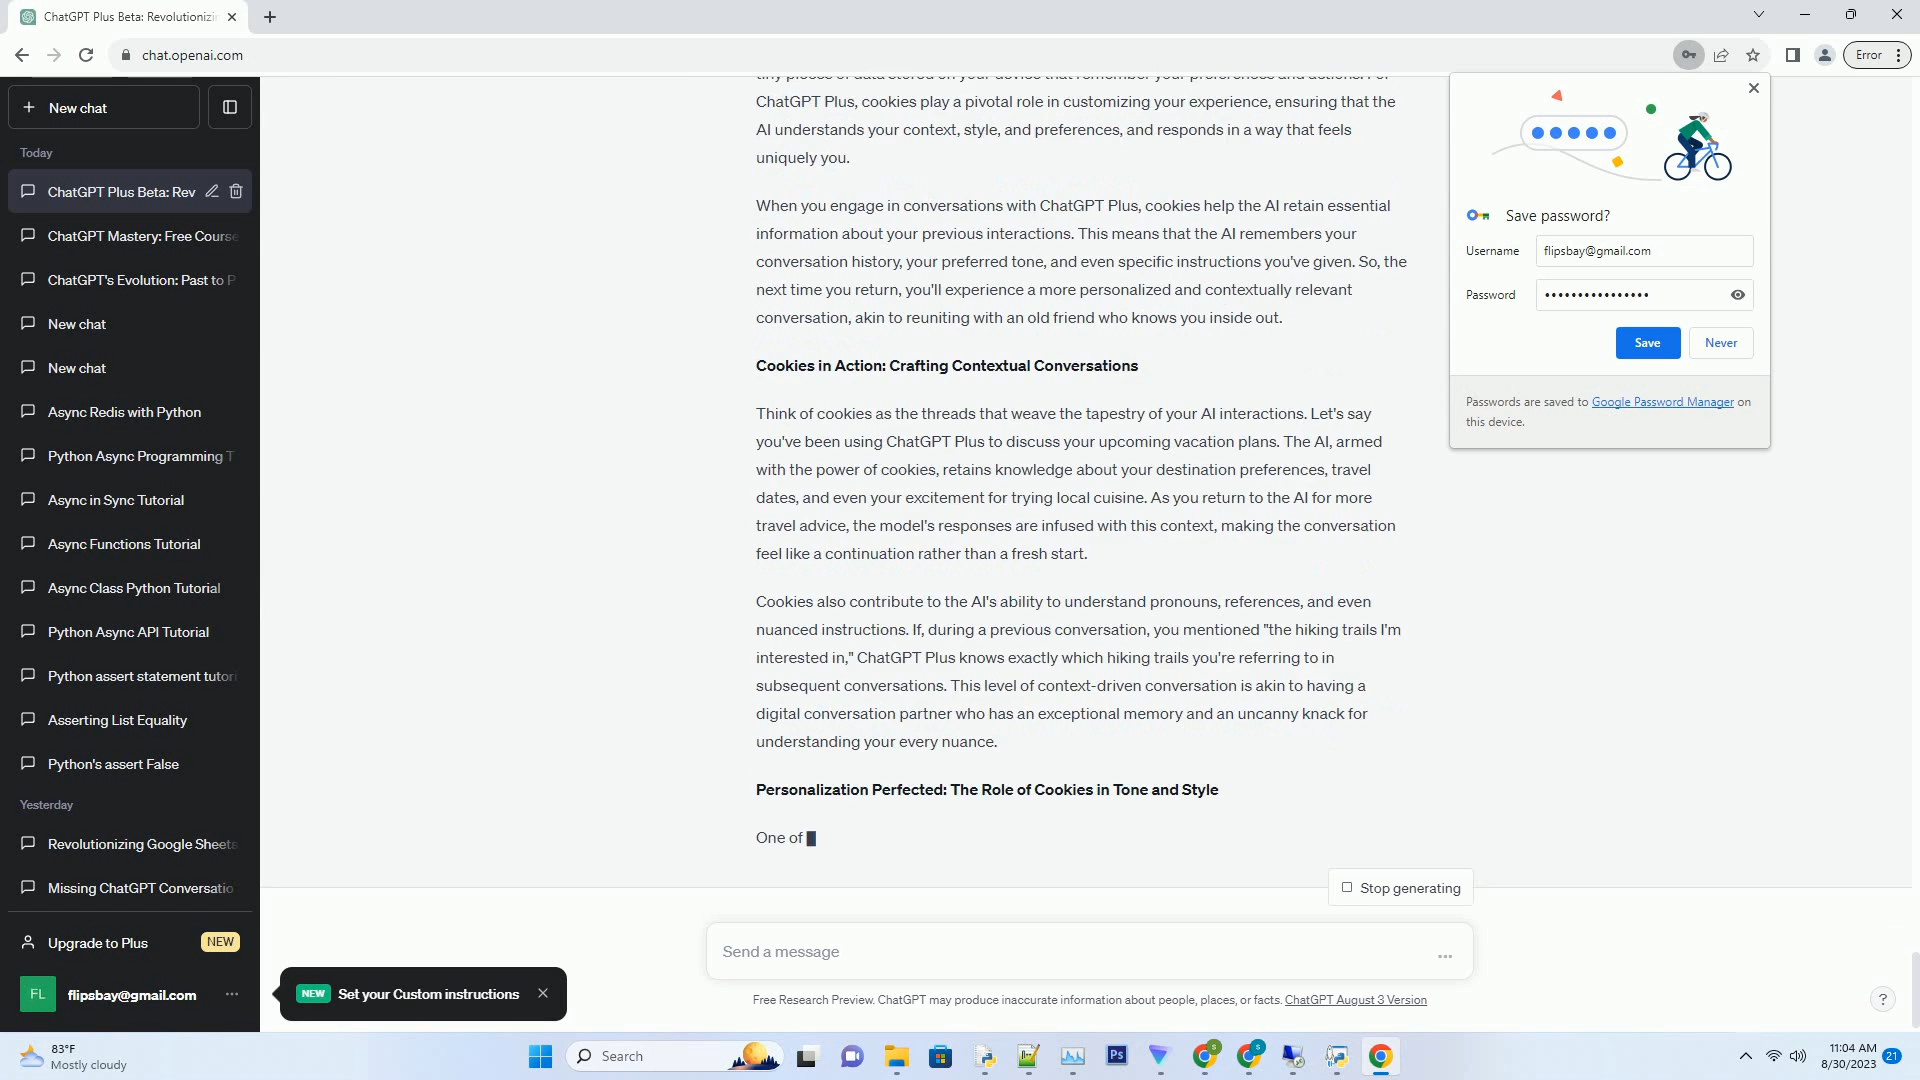 ChatGPT Plus Beta: Revolutionizin
chat.openai.com
Error
New chat
Today
ChatGPT Plus Beta: Rev
ChatGPT Mastery: Free Course
ChatGPT's Evolution: Past to P
New chat
New chat
Async Redis with Python
Python Async Programming T
Async in Sync Tutorial
Async Functions Tutorial
Async Class Python Tutorial
Python Async API Tutorial
Python assert statement tutori
Asserting List Equality
Python's assert False
Yesterday
Revolutionizing Google Sheets
Missing ChatGPT Conversatio
Upgrade to Plus NEW
FL flipsbay@gmail.com
NEW Set your Custom instructions
tiny pieces of data stored on your device that remember your preferences and actions. For
ChatGPT Plus, cookies play a pivotal role in customizing your experience, ensuring that the
AI understands your context, style, and preferences, and responds in a way that feels
uniquely you.
When you engage in conversations with ChatGPT Plus, cookies help the AI retain essential
information about your previous interactions. This means that the AI remembers your
conversation history, your preferred tone, and even specific instructions you've given. So, the
next time you return, you'll experience a more personalized and contextually relevant
conversation, akin to reuniting with an old friend who knows you inside out.
Cookies in Action: Crafting Contextual Conversations
Think of cookies as the threads that weave the tapestry of your AI interactions. Let's say
you've been using ChatGPT Plus to discuss your upcoming vacation plans. The AI, armed
with the power of cookies, retains knowledge about your destination preferences, travel
dates, and even your excitement for trying local cuisine. As you return to the AI for more
travel advice, the model's responses are infused with this context, making the conversation
feel like a continuation rather than a fresh start.
Cookies also contribute to the AI's ability to understand pronouns, references, and even
nuanced instructions. If, during a previous conversation, you mentioned "the hiking trails I'm
interested in," ChatGPT Plus knows exactly which hiking trails you're referring to in
subsequent conversations. This level of context-driven conversation is akin to having a
digital conversation partner who has an exceptional memory and an uncanny knack for
understanding your every nuance.
Personalization Perfected: The Role of Cookies in Tone and Style
One of
Stop generating
Send a message
Free Research Preview. ChatGPT may produce inaccurate information about people, places, or facts. ChatGPT August 3 Version
?
Save password?
Username flipsbay@gmail.com
Password ••••••••••••••••
Save Never
Passwords are saved to Google Password Manager on
this device.
83°F
Mostly cloudy
Search
Ps
11:04 AM
8/30/2023
21